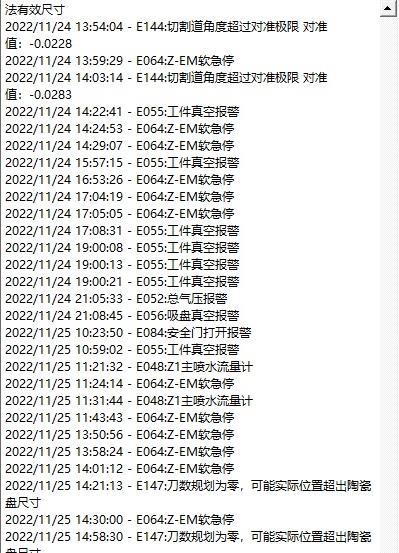 法有效尺寸
2022/11/24 13:54:04 - E144:切割道角度超过对准极限 对准
值：-0.0228
2022/11/24 13:59:29 - E064:Z-EM软急停
2022/11/24 14:03:14 - E144:切割道角度超过对准极限 对准
值：-0.0283
2022/11/24 14:22:41 - E055:工件真空报警
2022/11/24 14:24:53 - E064:Z-EM软急停
2022/11/24 14:29:07 - E064:Z-EM软急停
2022/11/24 15:57:15 - E055:工件真空报警
2022/11/24 16:53:26 - E064:Z-EM软急停
2022/11/24 17:04:19 - E064:Z-EM软急停
2022/11/24 17:05:05 - E064:Z-EM软急停
2022/11/24 17:08:31 - E055:工件真空报警
2022/11/24 19:00:08 - E055:工件真空报警
2022/11/24 19:00:13 - E055:工件真空报警
2022/11/24 19:00:21 - E055:工件真空报警
2022/11/24 21:05:33 - E052:总气压报警
2022/11/24 21:08:45 - E056:吸盘真空报警
2022/11/25 10:23:50 - E084:安全门打开报警
2022/11/25 10:59:02 - E055:工件真空报警
2022/11/25 11:21:32 - E048:Z1主喷水流量计
2022/11/25 11:24:14 - E064:Z-EM软急停
2022/11/25 11:31:44 - E048:Z1主喷水流量计
2022/11/25 11:43:43 - E064:Z-EM软急停
2022/11/25 13:50:56 - E064:Z-EM软急停
2022/11/25 13:58:24 - E064:Z-EM软急停
2022/11/25 14:01:12 - E064:Z-EM软急停
2022/11/25 14:21:13 - E147:刀数规划为零，可能实际位置超出陶瓷
盘尺寸
2022/11/25 14:30:00 - E064:Z-EM软急停
2022/11/25 14:58:30 - E147:刀数规划为零，可能实际位置超出陶瓷
盘尺寸